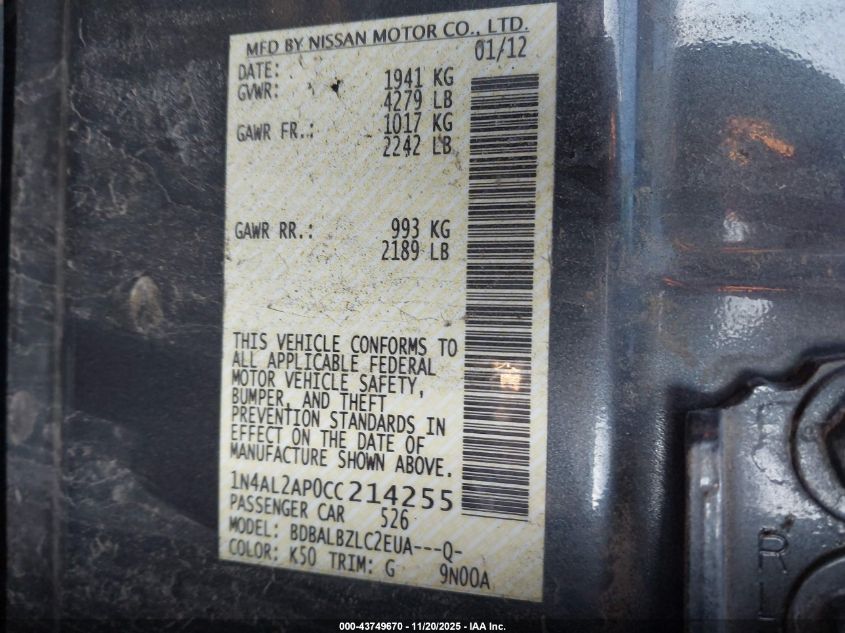 MFD BY NISSAN MOTOR CO., LTD.
DATE: 01/12
GVWR: 1941 KG
4279 LB
GAWR FR.: 1017 KG
2242 LB
GAWR RR.: 993 KG
2189 LB
THIS VEHICLE CONFORMS TO
ALL APPLICABLE FEDERAL
MOTOR VEHICLE SAFETY,
BUMPER, AND THEFT
PREVENTION STANDARDS IN
EFFECT ON THE DATE OF
MANUFACTURE SHOWN ABOVE.
1N4AL2AP0CC214255
PASSENGER CAR 526
MODEL: BDBALBZLC2EUA---Q-
COLOR: K50 TRIM: G 9N00A
R
L
000-43749670 - 11/20/2025 - IAA Inc.